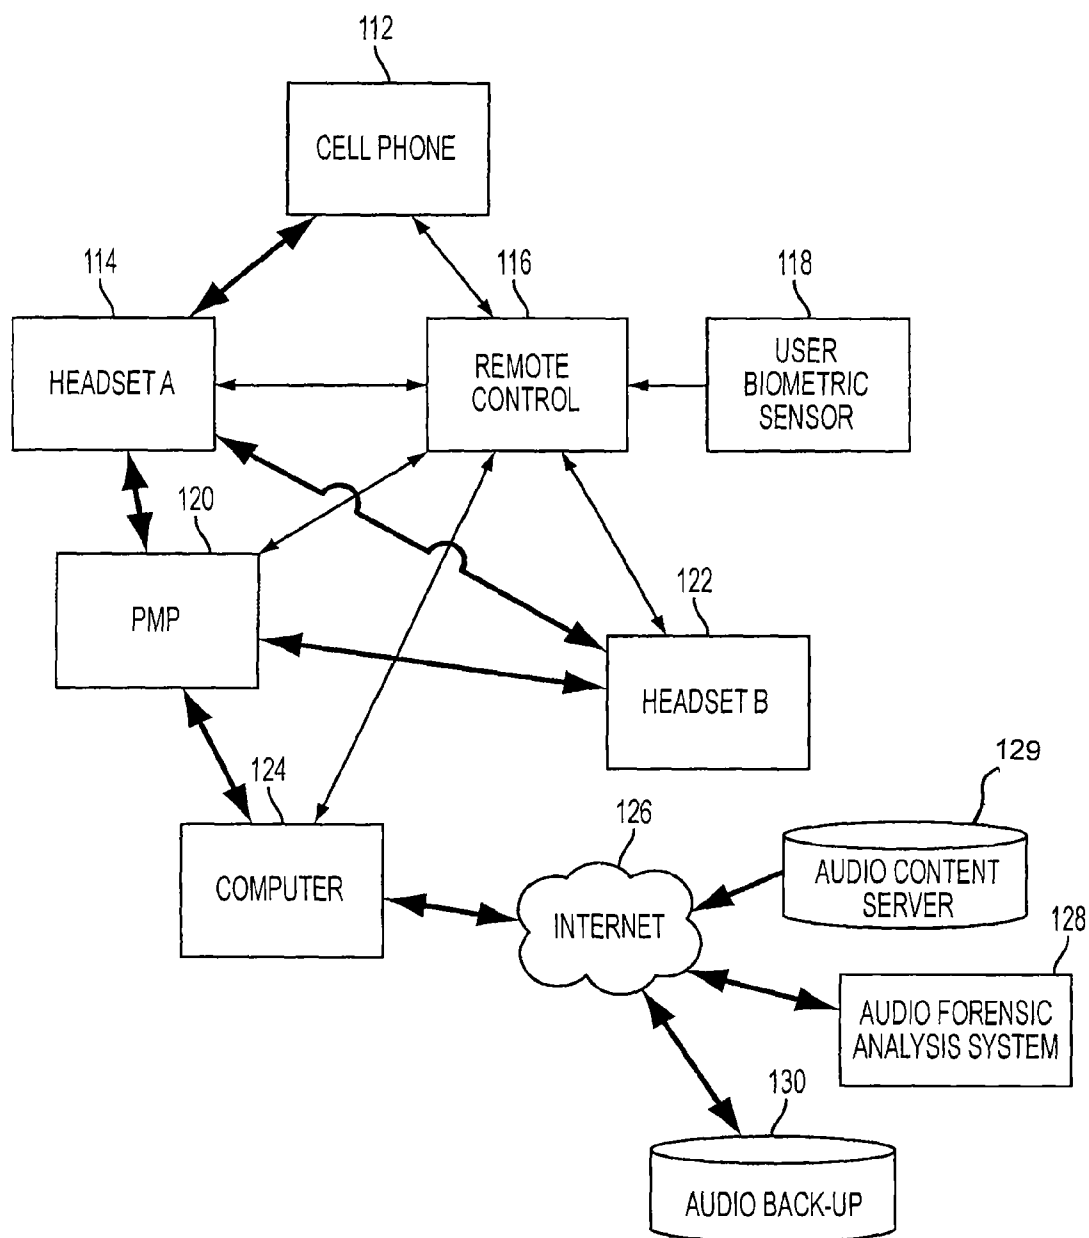 112
CELL PHONE
114
HEADSET A
116
REMOTE
CONTROL
118
USER
BIOMETRIC
SENSOR
120
PMP
122
HEADSET B
124
COMPUTER
126
INTERNET
129
AUDIO CONTENT
SERVER
128
AUDIO FORENSIC
ANALYSIS SYSTEM
130
AUDIO BACK-UP